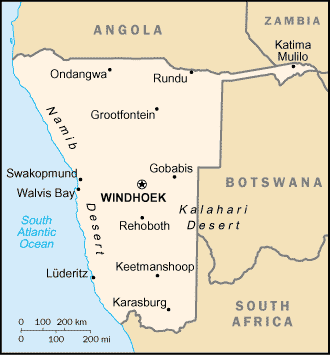 ANGOLA
ZAMBIA
Katima
Mulilo
Ondangwa
Rundu
Grootfontein
Namib
Desert
Gobabis
Swakopmund
Walvis Bay
WINDHOEK
BOTSWANA
Kalahari
Desert
Rehoboth
South
Atlantic
Ocean
Keetmanshoop
Lüderitz
Karasburg
SOUTH
AFRICA
0 100 200 km
0 100 200 mi